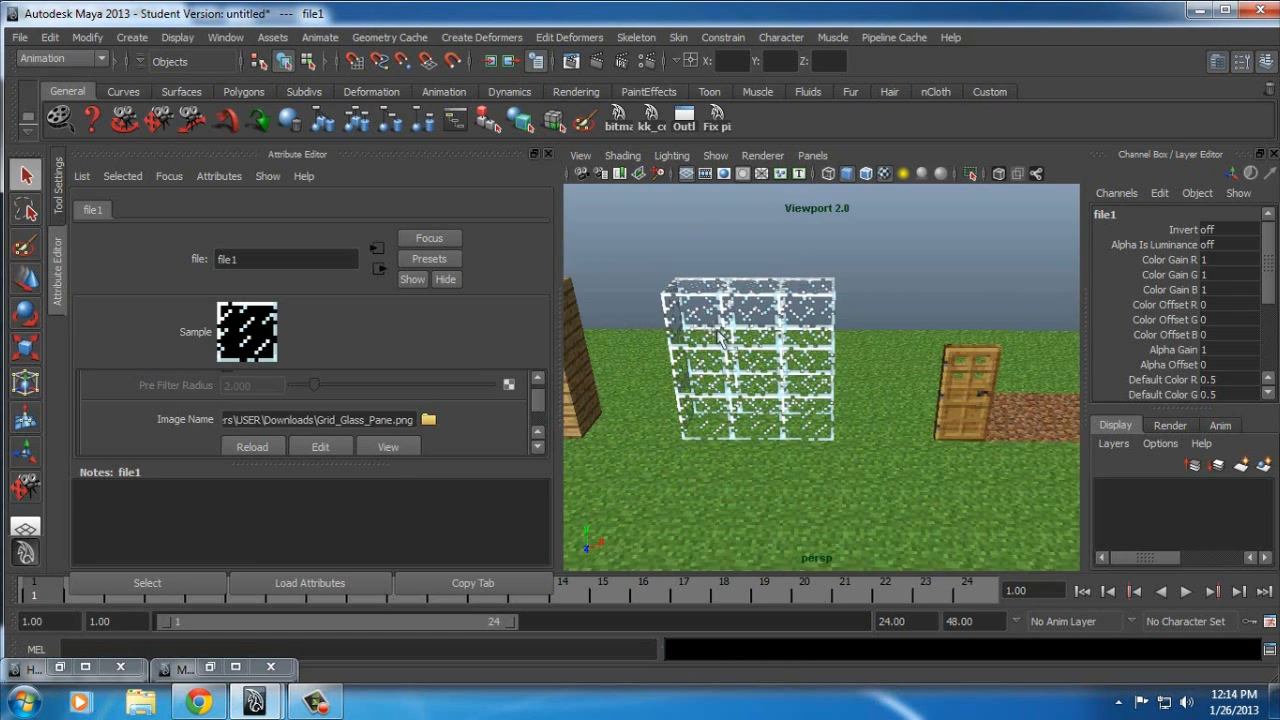 Autodesk Maya 2013 - Student Version: untitled* --- file1
File Edit Modify Create Display Window Assets Animate Geometry Cache Create Deformers Edit Deformers Skeleton Skin Constrain Character Muscle Pipeline Cache Help
Animation Objects X: Y: Z:
General Curves Surfaces Polygons Subdivs Deformation Animation Dynamics Rendering PaintEffects Toon Muscle Fluids Fur Hair nCloth Custom
bitma kk_cc Outl Fix pi
Tool Settings
Attribute Editor
Attribute Editor
List Selected Focus Attributes Show Help
file1
file: file1
Focus
Presets
Show Hide
Sample
Pre Filter Radius 2.000
Image Name rs\USER\Downloads\Grid_Glass_Pane.png
Reload Edit View
Notes: file1
Select Load Attributes Copy Tab
View Shading Lighting Show Renderer Panels
Viewport 2.0
persp
Channel Box / Layer Editor
Channels Edit Object Show
file1
Invert off
Alpha Is Luminance off
Color Gain R 1
Color Gain G 1
Color Gain B 1
Color Offset R 0
Color Offset G 0
Color Offset B 0
Alpha Gain 1
Alpha Offset 0
Default Color R 0.5
Default Color G 0.5
Display Render Anim
Layers Options Help
1 14 15 16 17 18 19 20 21 22 23 24
1 1.00
1.00 1.00 1 24 24.00 48.00 No Anim Layer No Character Set
MEL
H... M...
12:14 PM
1/26/2013